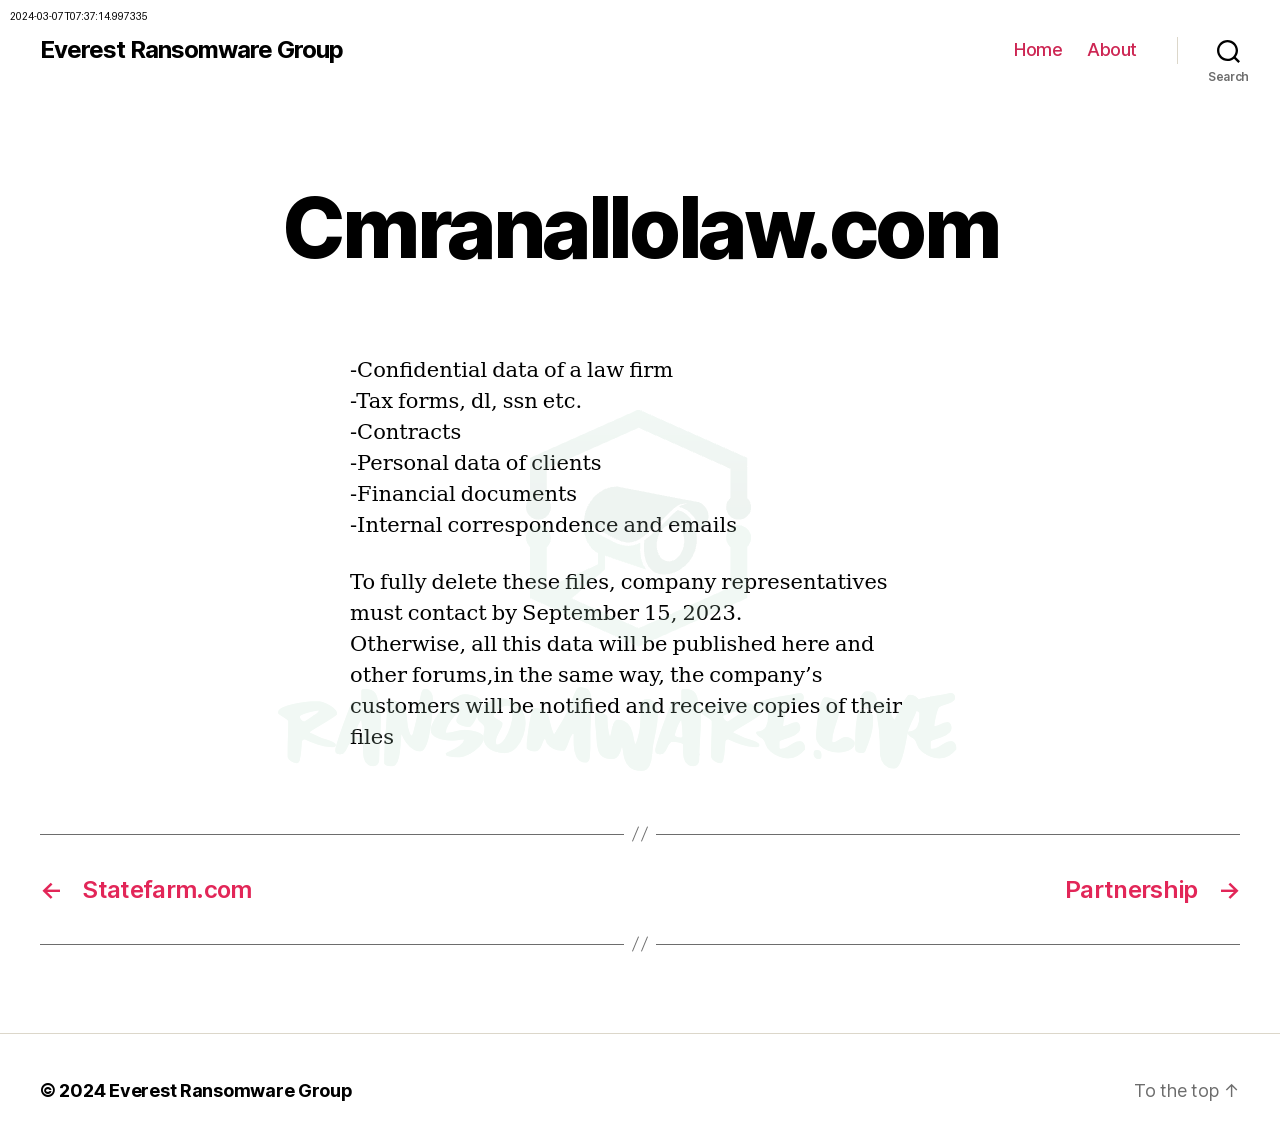 2024-03-07T07:37:14.997335
Everest Ransomware Group
Home About
Search
Cmranallolaw.com
-Confidential data of a law firm
-Tax forms, dl, ssn etc.
-Contracts
-Personal data of clients
-Financial documents
-Internal correspondence and emails
To fully delete these files, company representatives
must contact by September 15, 2023.
Otherwise, all this data will be published here and
other forums,in the same way, the company’s
customers will be notified and receive copies of their
files
RANSOMWARE.LIVE
//
← Statefarm.com
Partnership →
//
© 2024 Everest Ransomware Group
To the top ↑